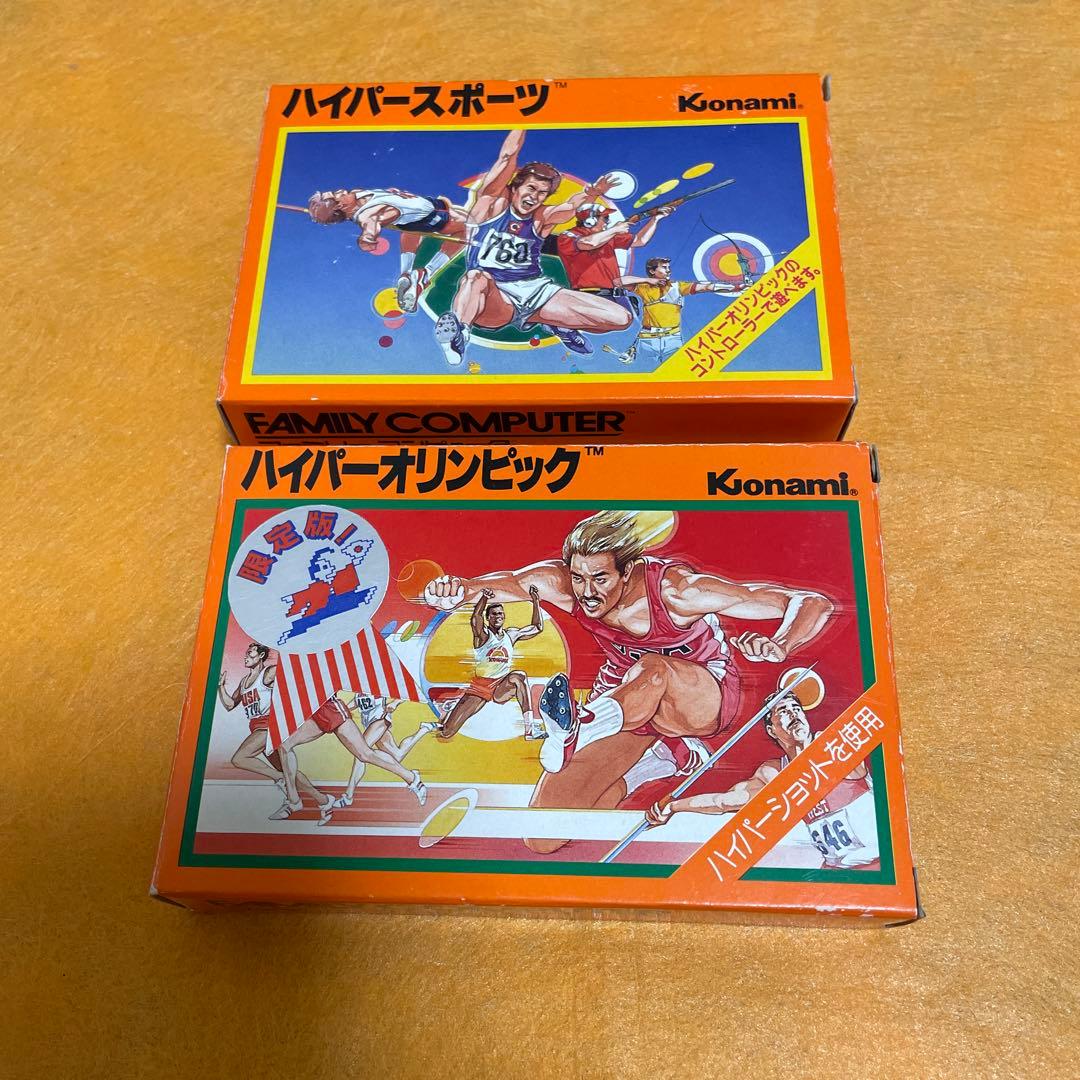 ハイパースポーツ™
Konami®
760
ハイパーオリンピックの
コントローラーで遊べます。
FAMILY COMPUTER™
ハイパーオリンピック™
Konami®
限定版!
USA
462
KONAMI
ハイパーショットを使用
646